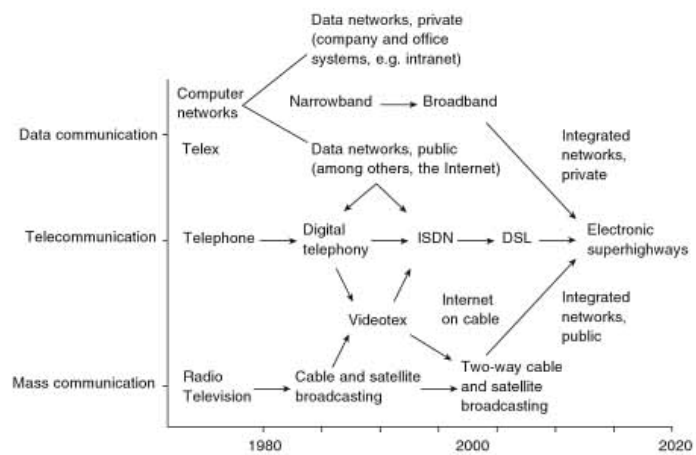 Data networks, private
(company and office
systems, e.g. intranet)
Computer
networks
Narrowband
Broadband
Data communication
Telex
Data networks, public
(among others, the Internet)
Integrated
networks,
private
Telecommunication
Telephone
Digital
telephony
ISDN
DSL
Electronic
superhighways
Videotex
Internet
on cable
Integrated
networks,
public
Mass communication
Radio
Television
Cable and satellite
broadcasting
Two-way cable
and satellite
broadcasting
1980
2000
2020